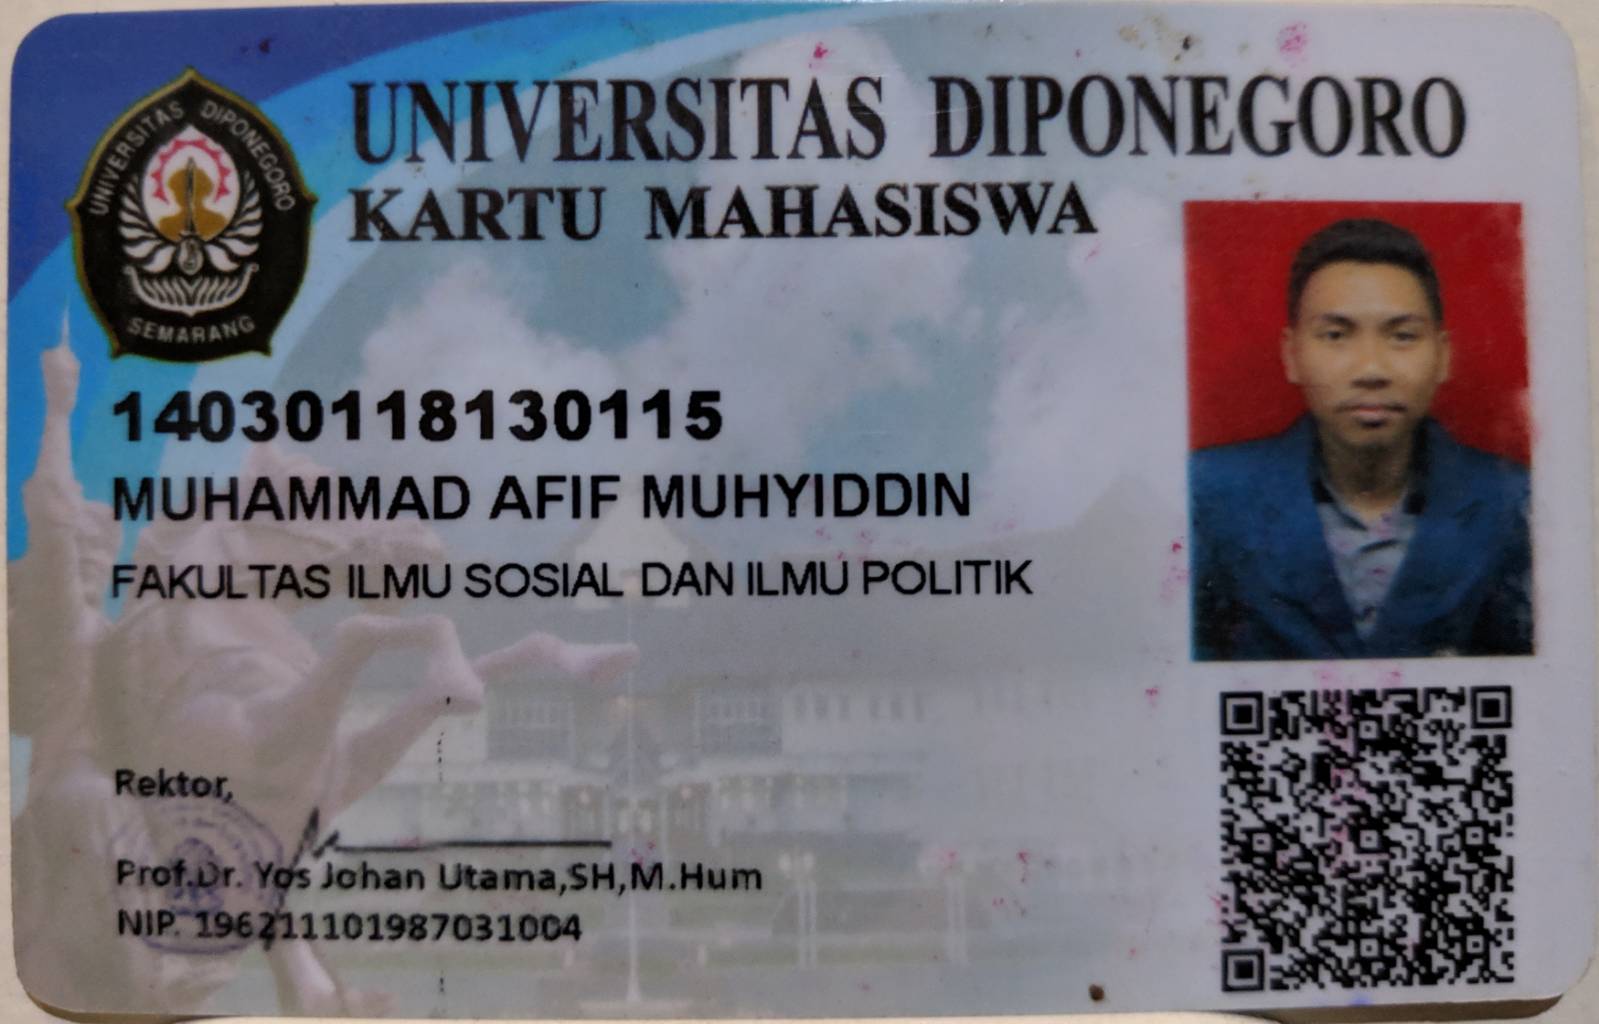 UNIVERSITAS DIPONEGORO
KARTU MAHASISWA
UNIVERSITAS DIPONEGORO
SEMARANG
14030118130115
MUHAMMAD AFIF MUHYIDDIN
FAKULTAS ILMU SOSIAL DAN ILMU POLITIK
Rektor,
Prof.Dr. Yos Johan Utama,SH,M.Hum
NIP. 196211101987031004